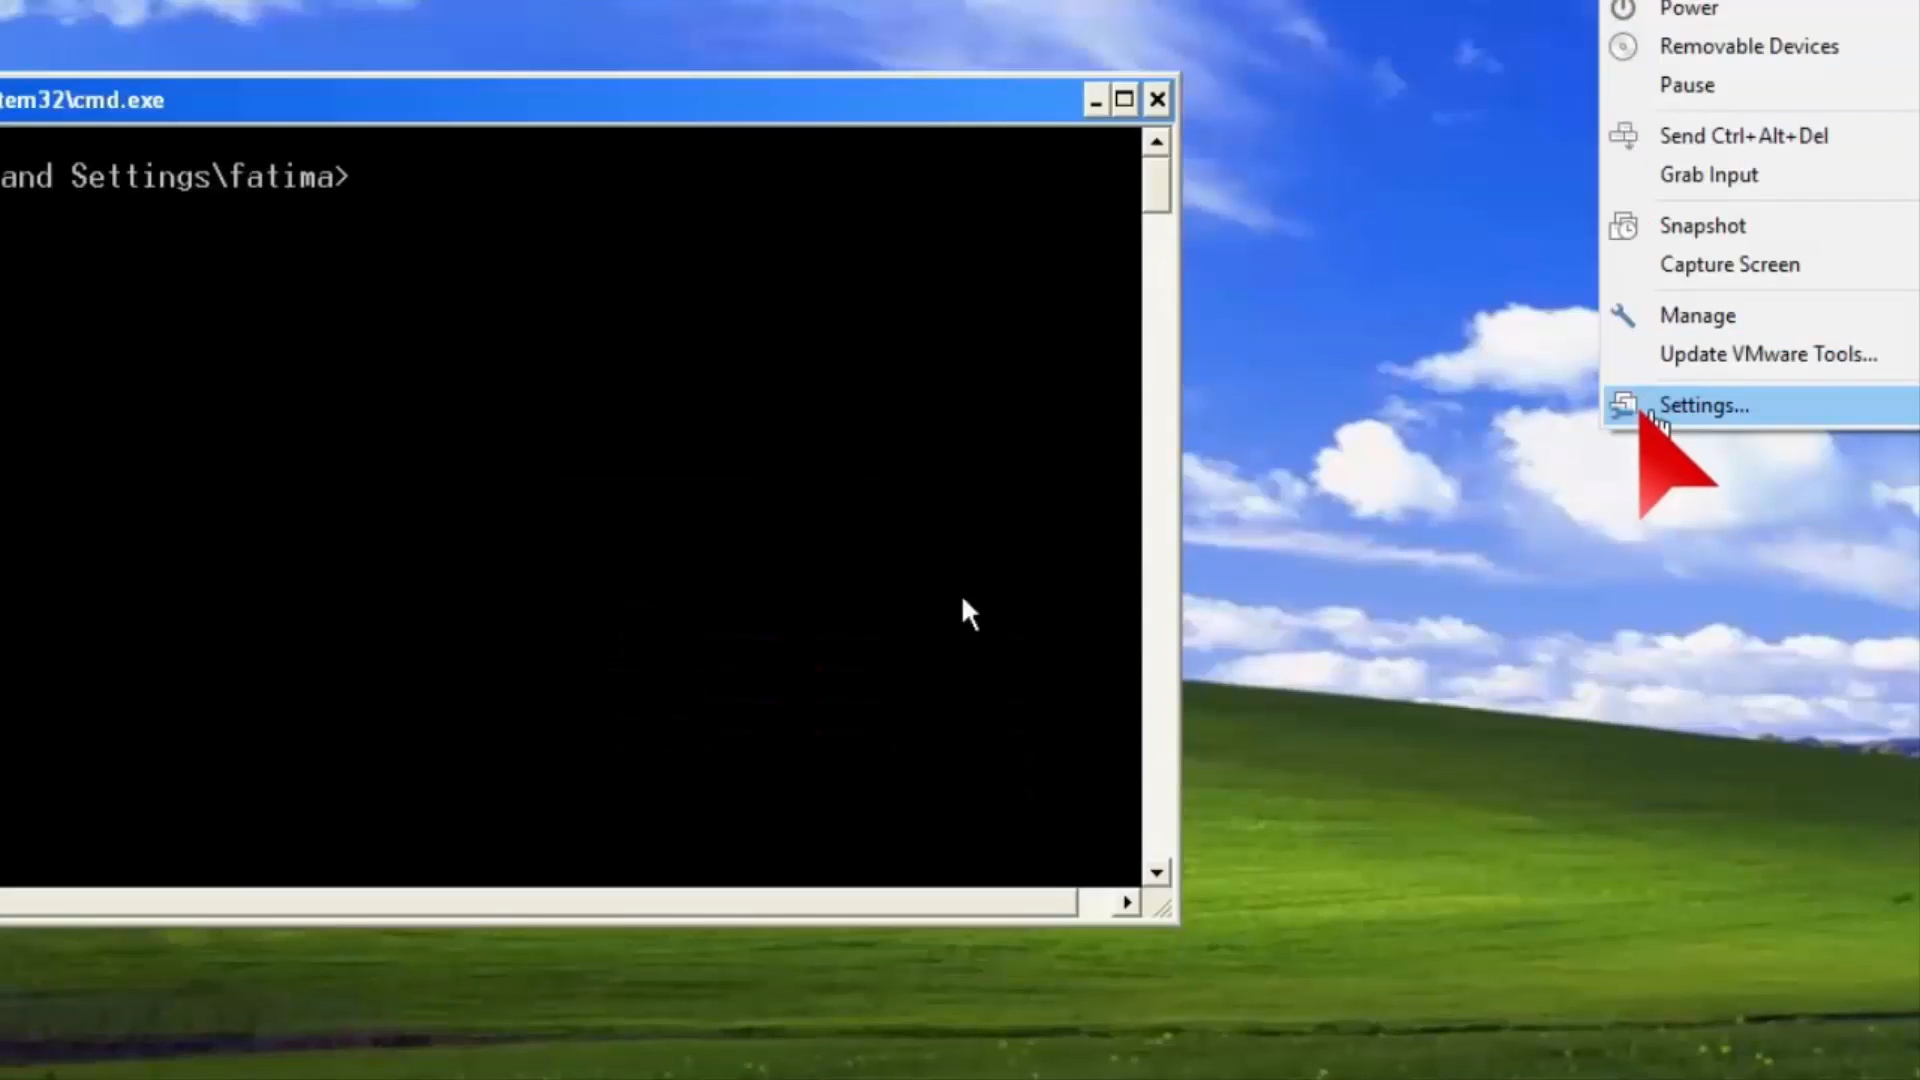 tem32\cmd.exe
and Settings\fatima>
Power
Removable Devices
Pause
Send Ctrl+Alt+Del
Grab Input
Snapshot
Capture Screen
Manage
Update VMware Tools...
Settings...